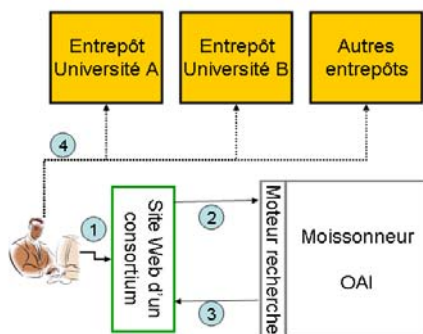 Entrepôt
Université A
Entrepôt
Université B
Autres
entrepôts
4
1
Site Web d'un
consortium
2
3
Moteur recherche
Moissonneur
OAI